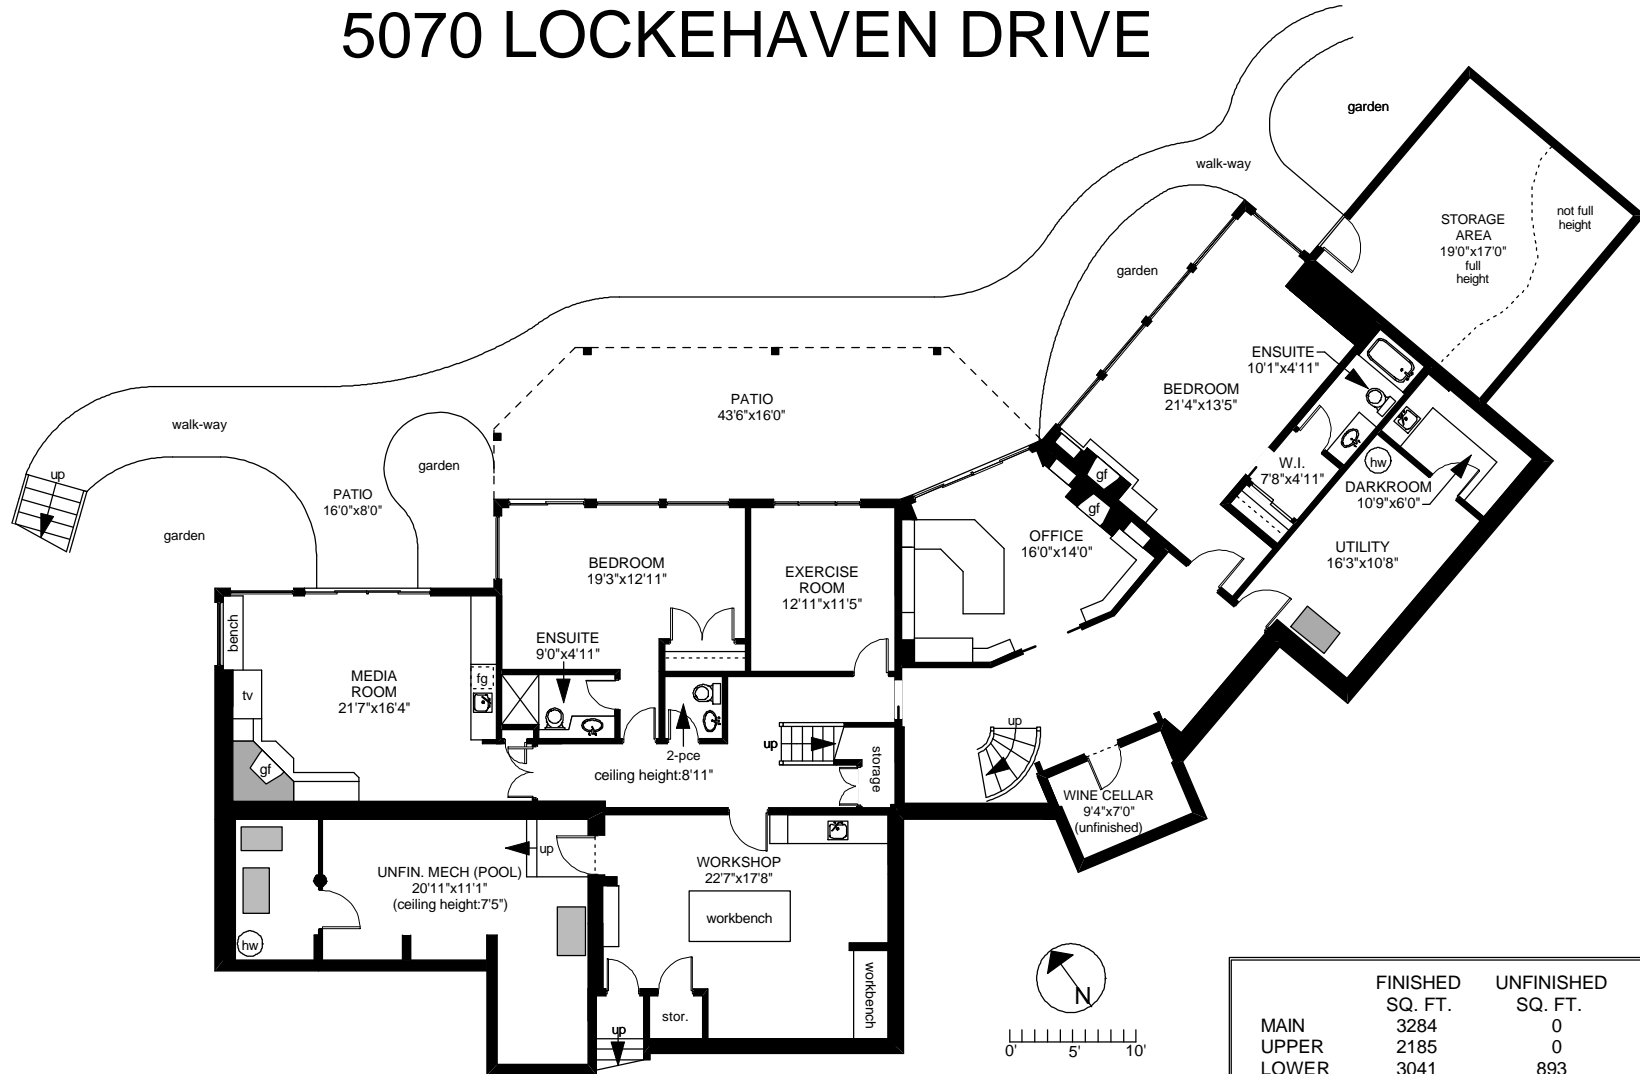 5070 LOCKEHAVEN DRIVE
garden
walk-way
STORAGE
AREA
19'0"x17'0"
full
height
not full
height
garden
ENSUITE
10'1"x4'11"
BEDROOM
21'4"x13'5"
PATIO
43'6"x16'0"
walk-way
garden
up
PATIO
16'0"x8'0"
garden
gf
gf
W.I.
7'8"x4'11"
hw
DARKROOM
10'9"x6'0"
OFFICE
16'0"x14'0"
UTILITY
16'3"x10'8"
BEDROOM
19'3"x12'11"
EXERCISE
ROOM
12'11"x11'5"
bench
ENSUITE
9'0"x4'11"
MEDIA
ROOM
21'7"x16'4"
tv
fg
gf
up
up
2-pce
ceiling height:8'11"
storage
WINE CELLAR
9'4"x7'0"
(unfinished)
up
UNFIN. MECH (POOL)
20'11"x11'1"
(ceiling height:7'5")
WORKSHOP
22'7"x17'8"
workbench
hw
workbench
stor.
up
N
0' 5' 10'
FINISHED UNFINISHED
SQ. FT. SQ. FT.
MAIN 3284 0
UPPER 2185 0
LOWER 3041 893